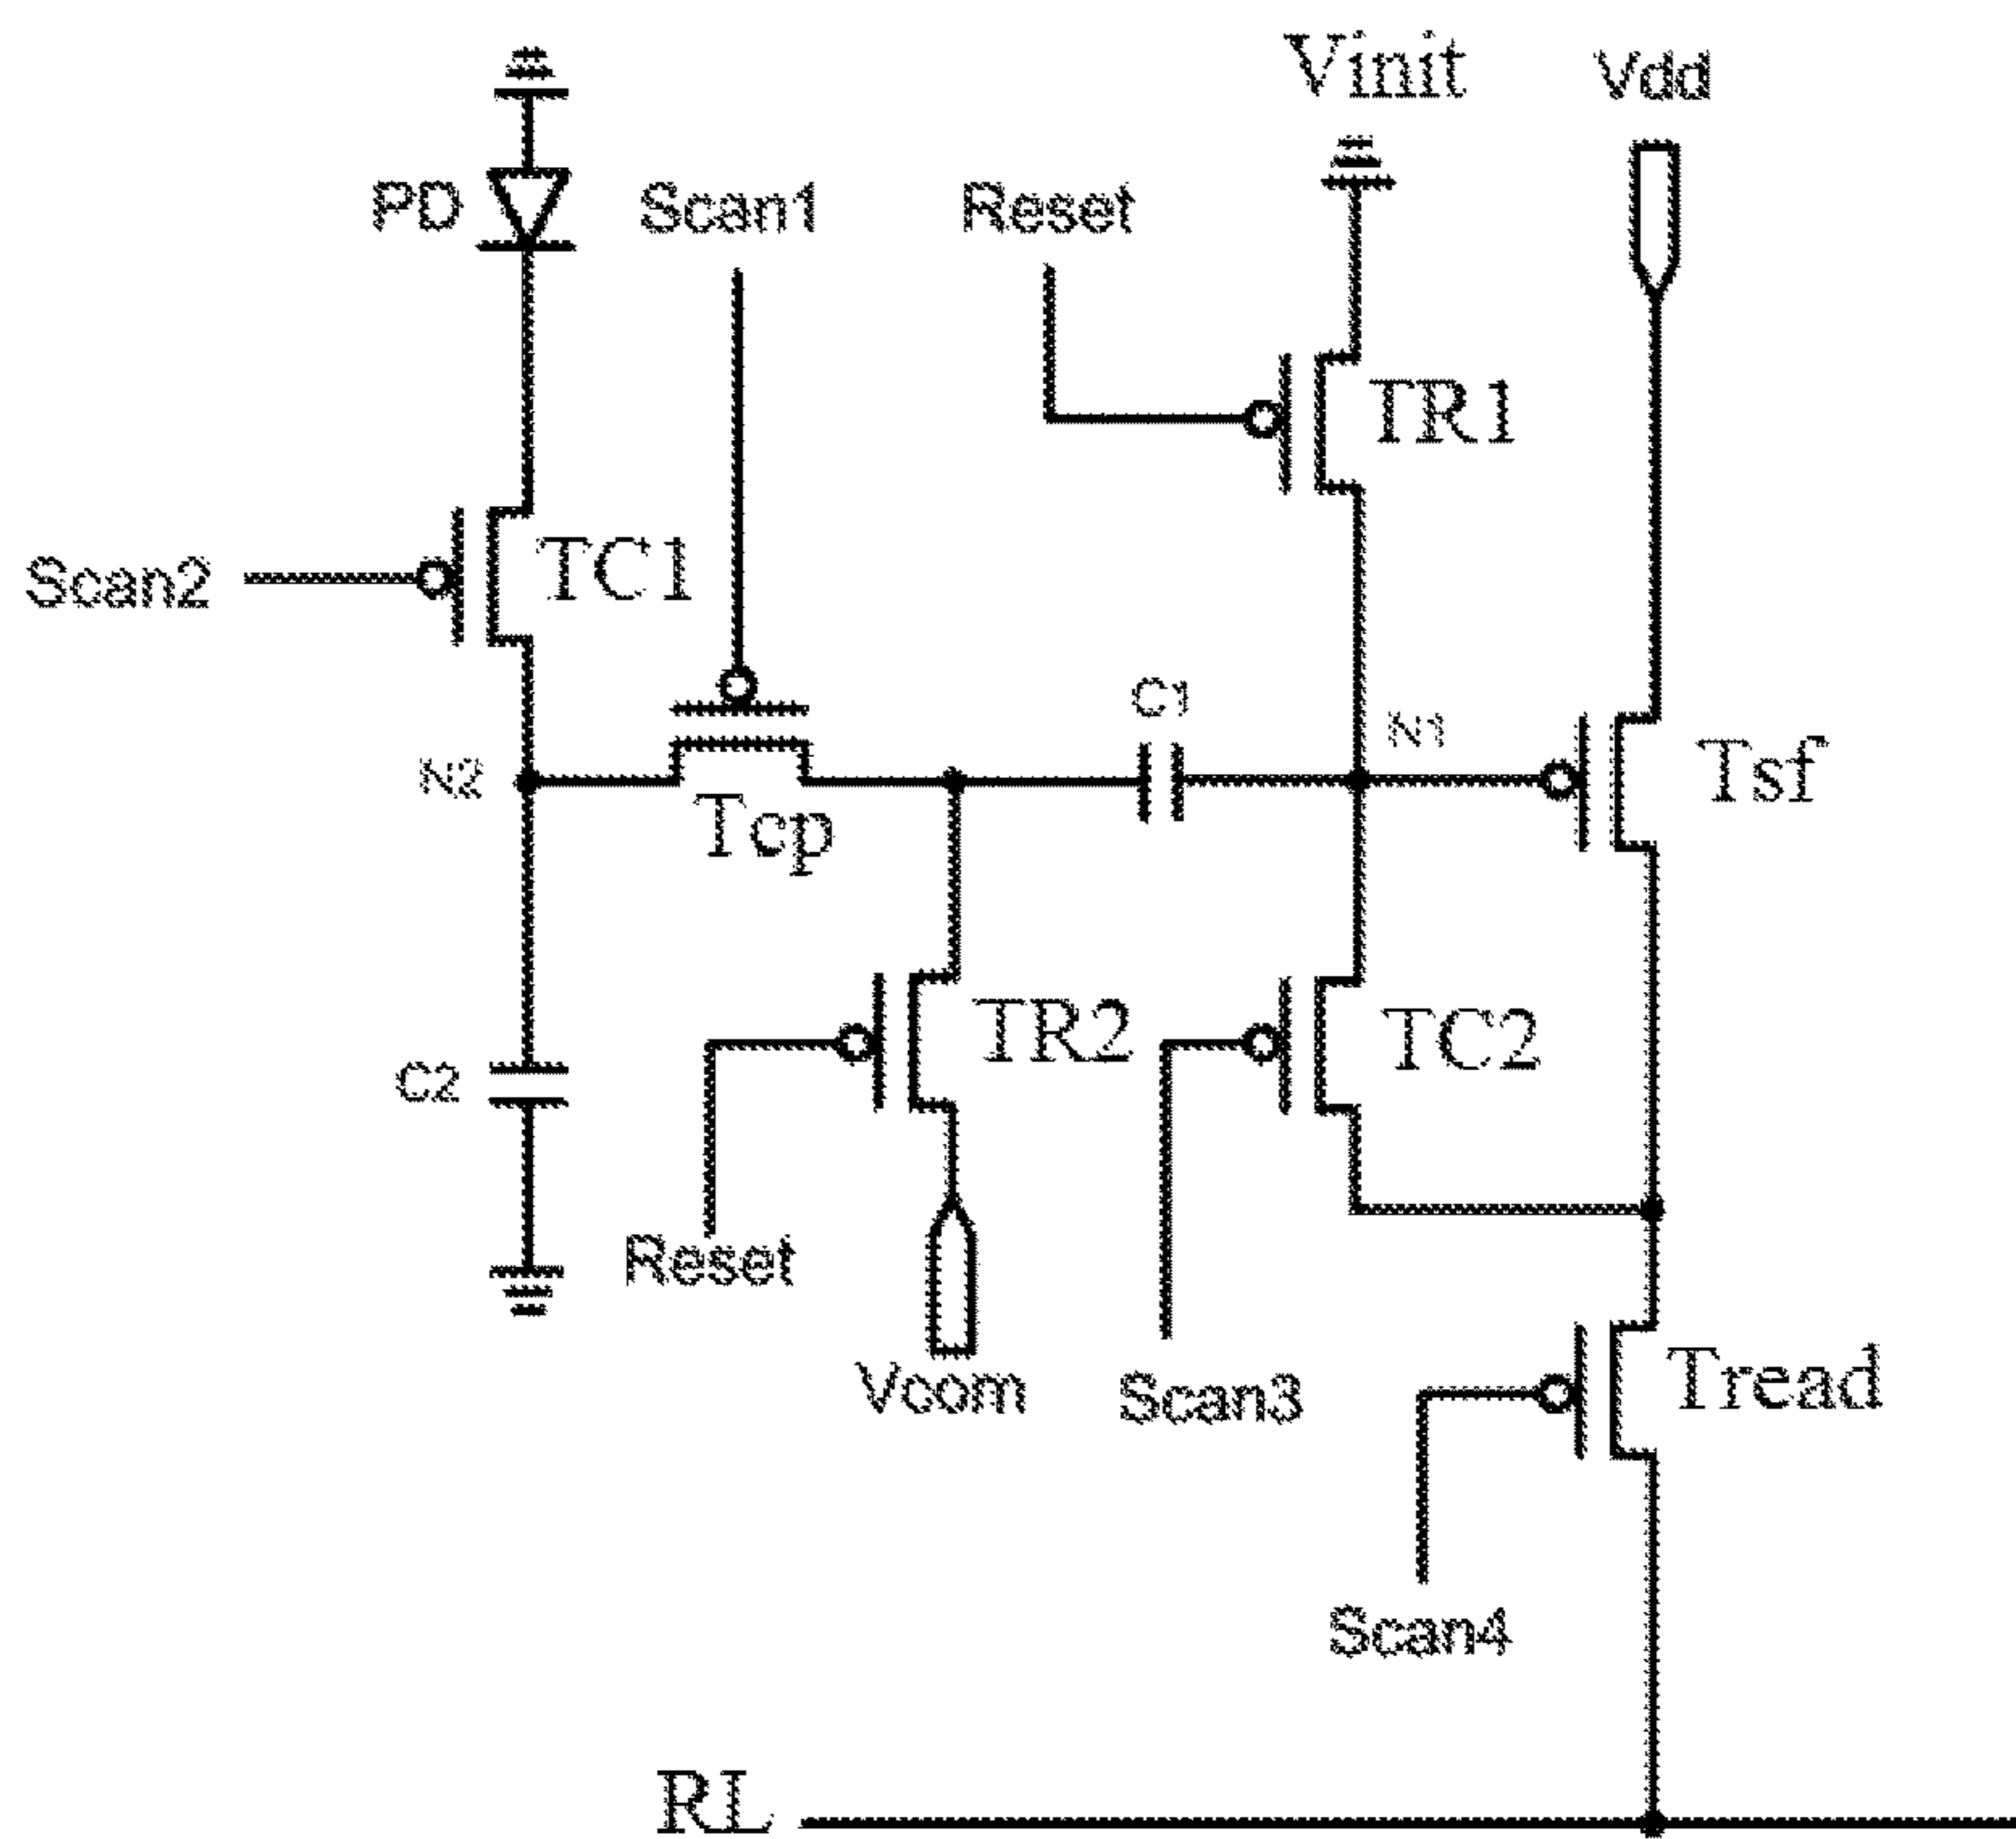 Vinit
Vdd
PD
Scan1
Reset
TR1
Scan2
TC1
C1
N1
N2
Tcp
Tsf
C2
TR2
TC2
Reset
Vcom
Scan3
Tread
Scan4
RL